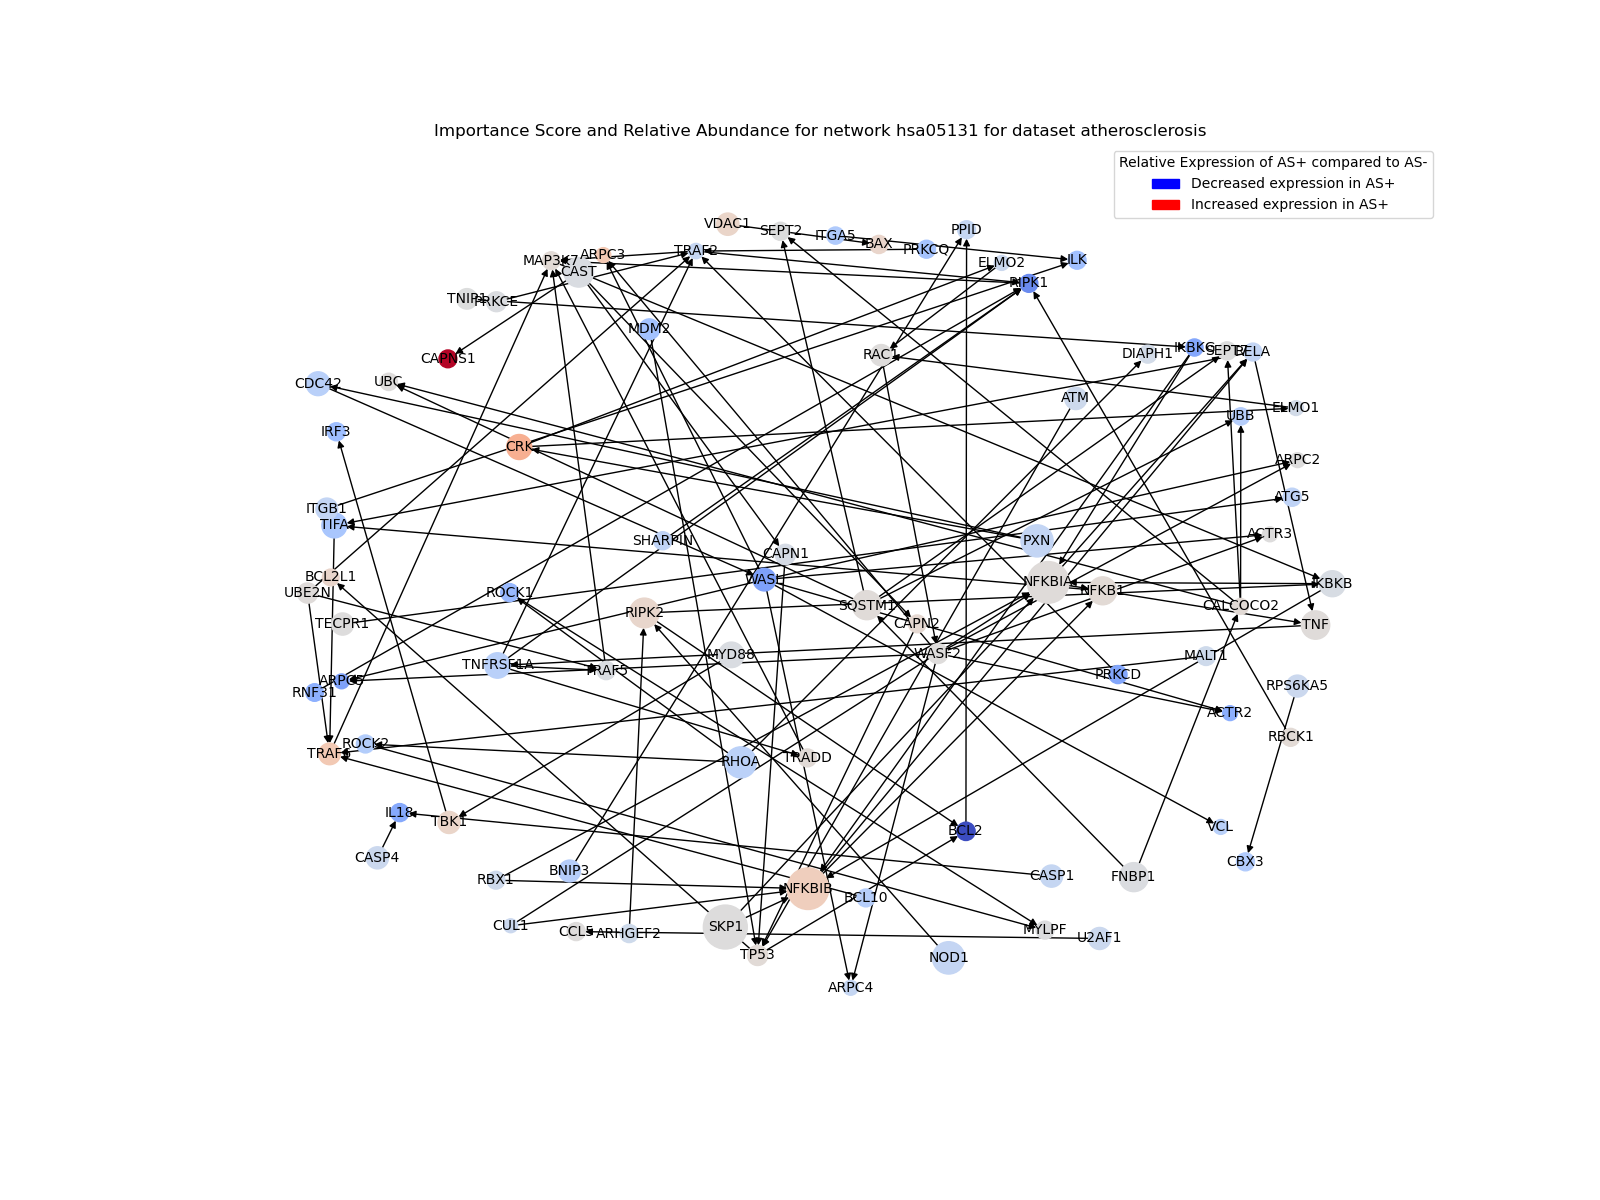 Importance Score and Relative Abundance for network hsa05131 for dataset atherosclerosis
Relative Expression of AS+ compared to AS-
Decreased expression in AS+
Increased expression in AS+
VDAC1
SEPT2
ITGA5
BAX
PRKCQ
PPID
MAP3K7
ARPC3
CAST
TRAF2
ELMO2
ILK
RIPK1
TNIP1
PRKCE
MDM2
CAPNS1
RAC1
DIAPH1
IKBKG
SEPT7
RELA
CDC42
UBC
ATM
ELMO1
UBB
IRF3
CRK
ARPC2
ATG5
ITGB1
TIFA
SHARPIN
CAPN1
PXN
ACTR3
BCL2L1
UBE2N
WASL
NFKBIA
NFKB1
IKBKB
ROCK1
RIPK2
SQSTM1
CAPN2
CALCOCO2
TNF
TECPR1
TNFRSF1A
TRAF5
MYD88
WASF2
MALT1
ARPC5
RNF31
PRKCD
RPS6KA5
ACTR2
RBCK1
TRAF6
ROCK2
RHOA
TRADD
IL18
TBK1
BCL2
VCL
CASP4
CBX3
RBX1
BNIP3
NFKBIB
BCL10
CASP1
FNBP1
CUL1
CCL5
ARHGEF2
SKP1
MYLPF
U2AF1
TP53
NOD1
ARPC4